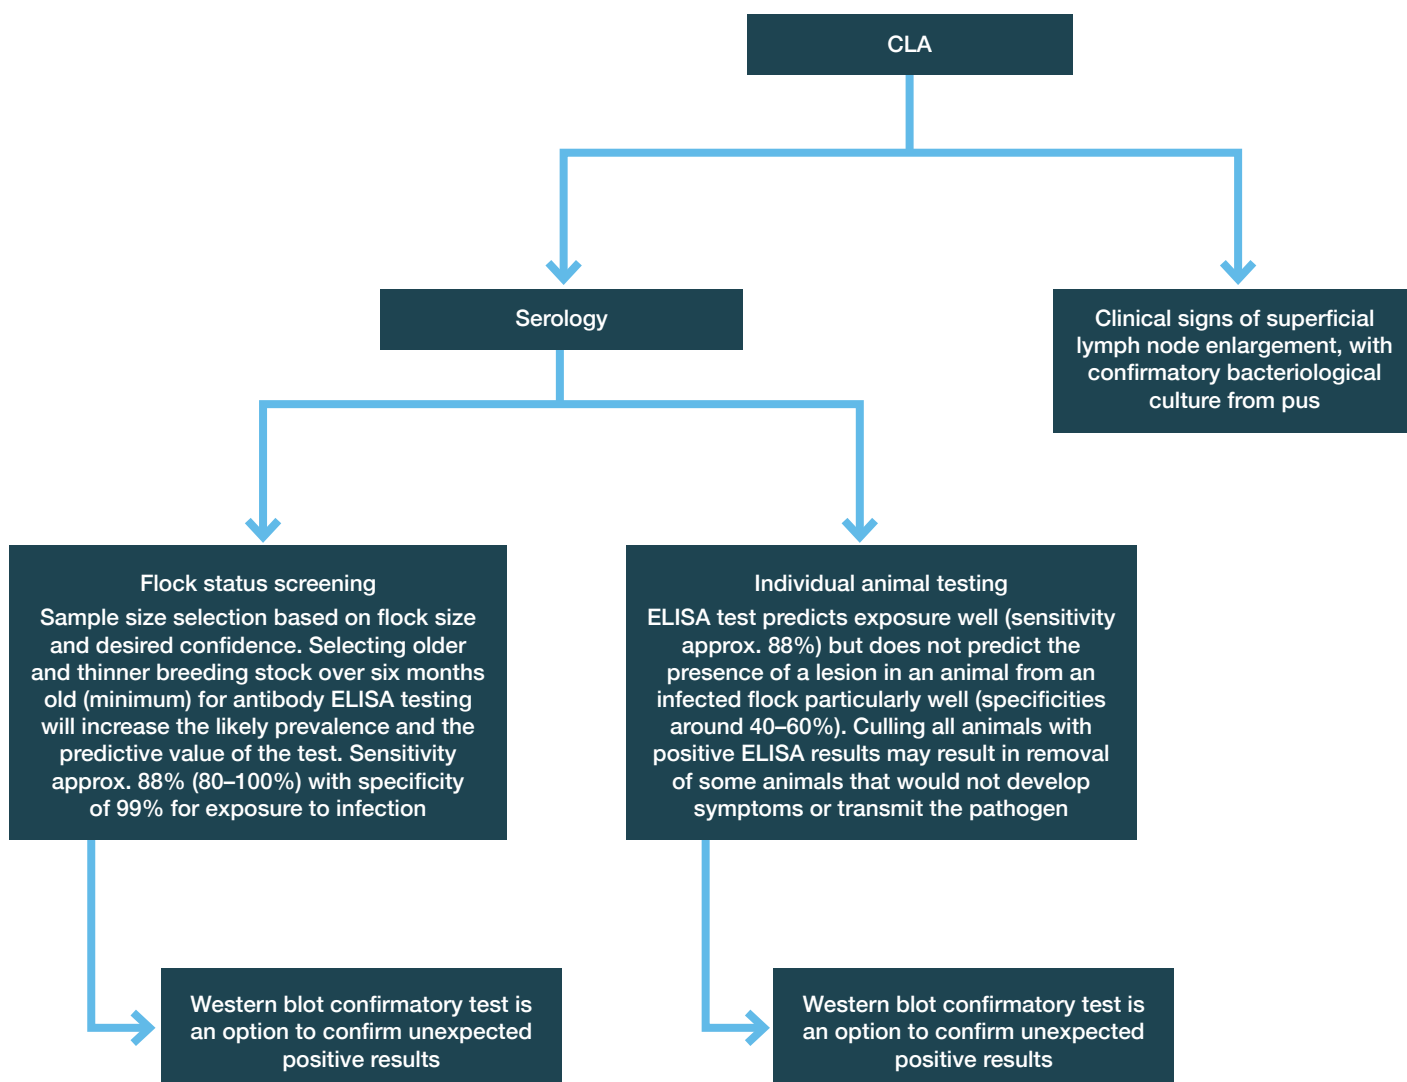 CLA
Serology
Clinical signs of superficial
lymph node enlargement, with
confirmatory bacteriological
culture from pus
Flock status screening
Sample size selection based on flock size
and desired confidence. Selecting older
and thinner breeding stock over six months
old (minimum) for antibody ELISA testing
will increase the likely prevalence and the
predictive value of the test. Sensitivity
approx. 88% (80–100%) with specificity
of 99% for exposure to infection
Individual animal testing
ELISA test predicts exposure well (sensitivity
approx. 88%) but does not predict the
presence of a lesion in an animal from an
infected flock particularly well (specificities
around 40–60%). Culling all animals with
positive ELISA results may result in removal
of some animals that would not develop
symptoms or transmit the pathogen
Western blot confirmatory test is
an option to confirm unexpected
positive results
Western blot confirmatory test is
an option to confirm unexpected
positive results